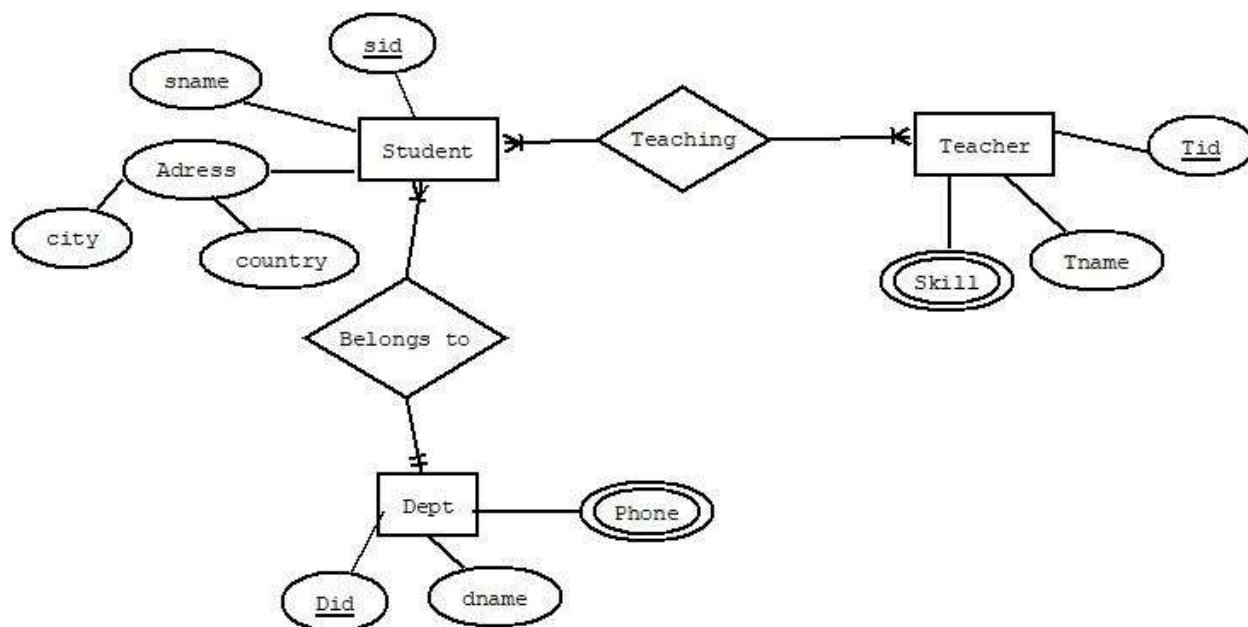 sid
sname
Student
Teaching
Teacher
Tid
Adress
city
country
Skill
Tname
Belongs to
Dept
Phone
Did
dname